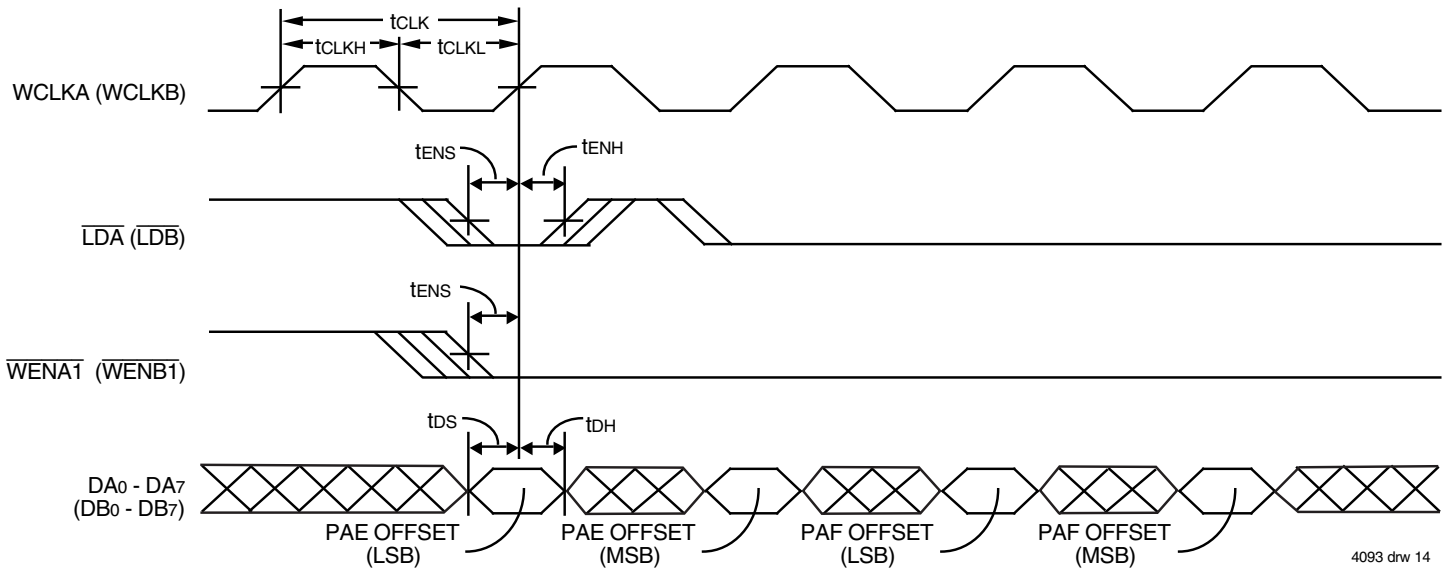 tCLK
tCLKH tCLKL
WCLKA (WCLKB)
tENS tENH
LDA (LDB)
tENS
WENA1 (WENB1)
tDS tDH
DA0 - DA7
(DB0 - DB7)
PAE OFFSET
(LSB)
PAE OFFSET
(MSB)
PAF OFFSET
(LSB)
PAF OFFSET
(MSB)
4093 drw 14